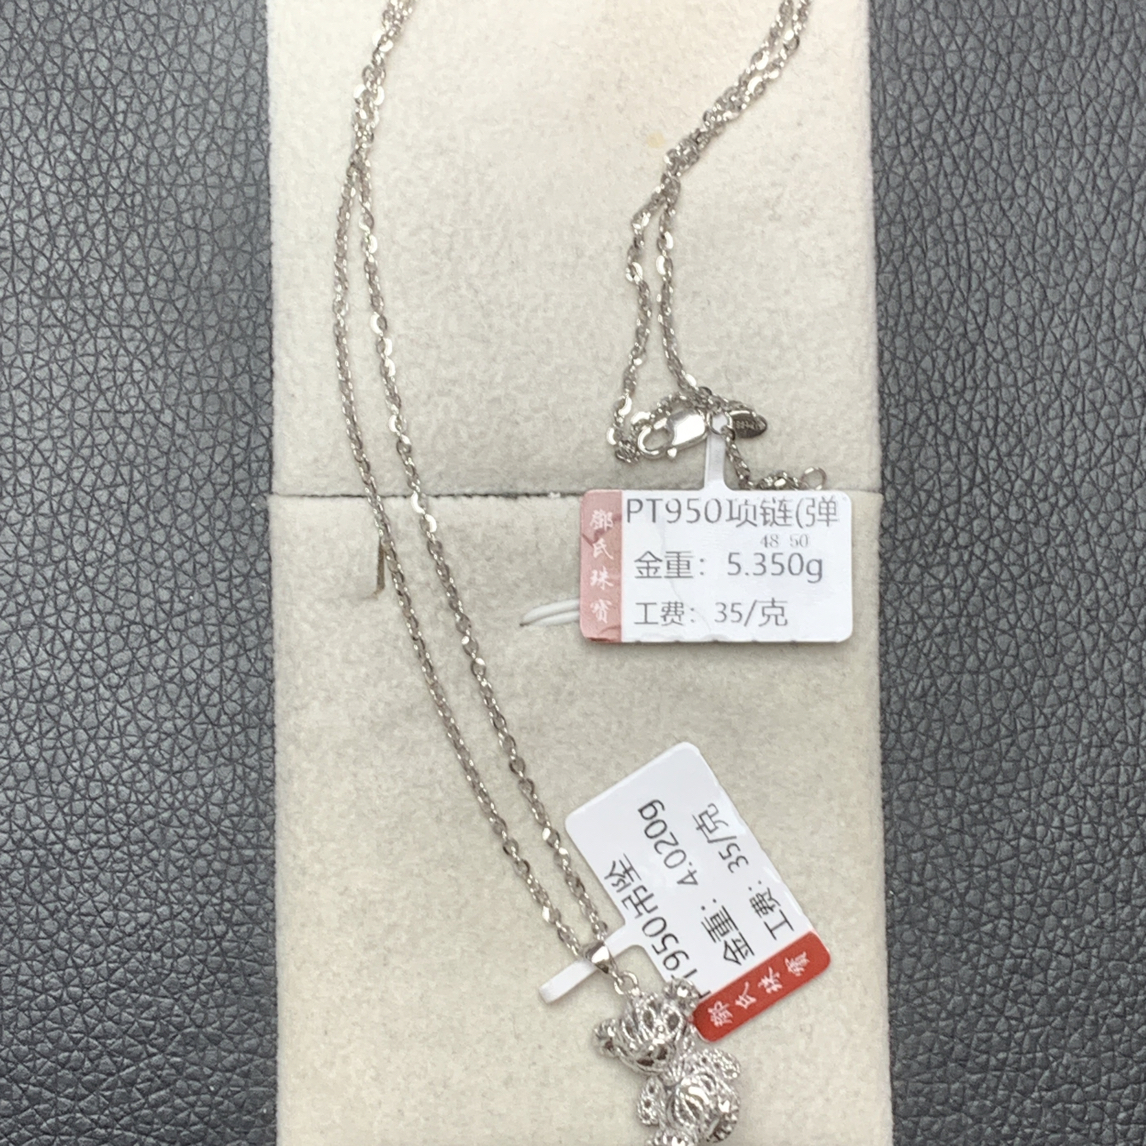 鄧氏珠寶
PT950项链(弹
48 50
金重：5.350g
工费：35/克
T950吊坠
金重：4.020g
工费：35/克
鄧氏珠寶